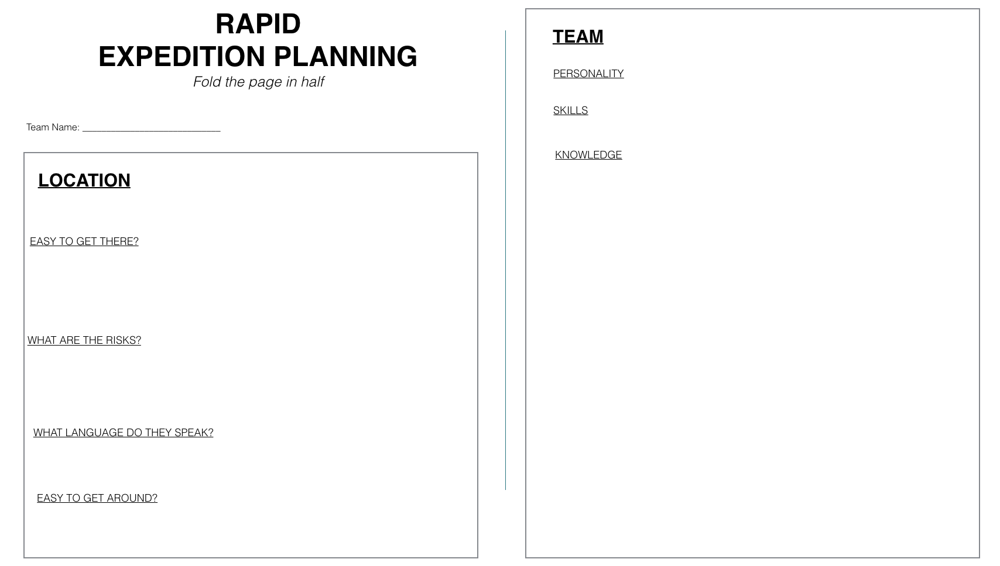 RAPID
EXPEDITION PLANNING
Fold the page in half
Team Name: ____________________________
LOCATION
EASY TO GET THERE?
WHAT ARE THE RISKS?
WHAT LANGUAGE DO THEY SPEAK?
EASY TO GET AROUND?
TEAM
PERSONALITY
SKILLS
KNOWLEDGE